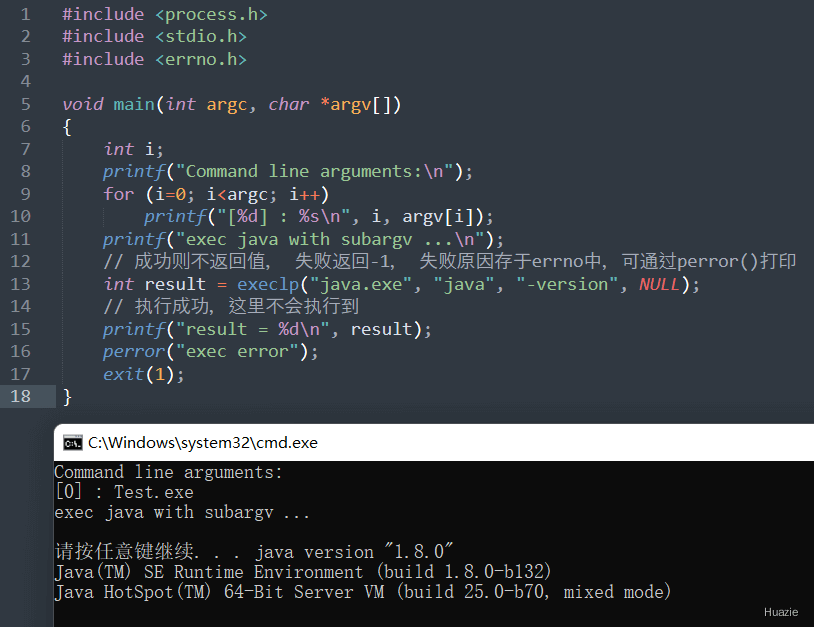 1 #include <process.h>
2 #include <stdio.h>
3 #include <errno.h>
4
5 void main(int argc, char *argv[])
6 {
7 int i;
8 printf("Command line arguments:\n");
9 for (i=0; i<argc; i++)
10 printf("[%d] : %s\n", i, argv[i]);
11 printf("exec java with subargv ...\n");
12 // 成功则不返回值, 失败返回-1, 失败原因存于errno中, 可通过perror()打印
13 int result = execlp("java.exe", "java", "-version", NULL);
14 // 执行成功, 这里不会执行到
15 printf("result = %d\n", result);
16 perror("exec error");
17 exit(1);
18 }
C:\Windows\system32\cmd.exe
Command line arguments:
[0] : Test.exe
exec java with subargv ...
请按任意键继续. . . java version "1.8.0"
Java(TM) SE Runtime Environment (build 1.8.0-b132)
Java HotSpot(TM) 64-Bit Server VM (build 25.0-b70, mixed mode)
Huazie